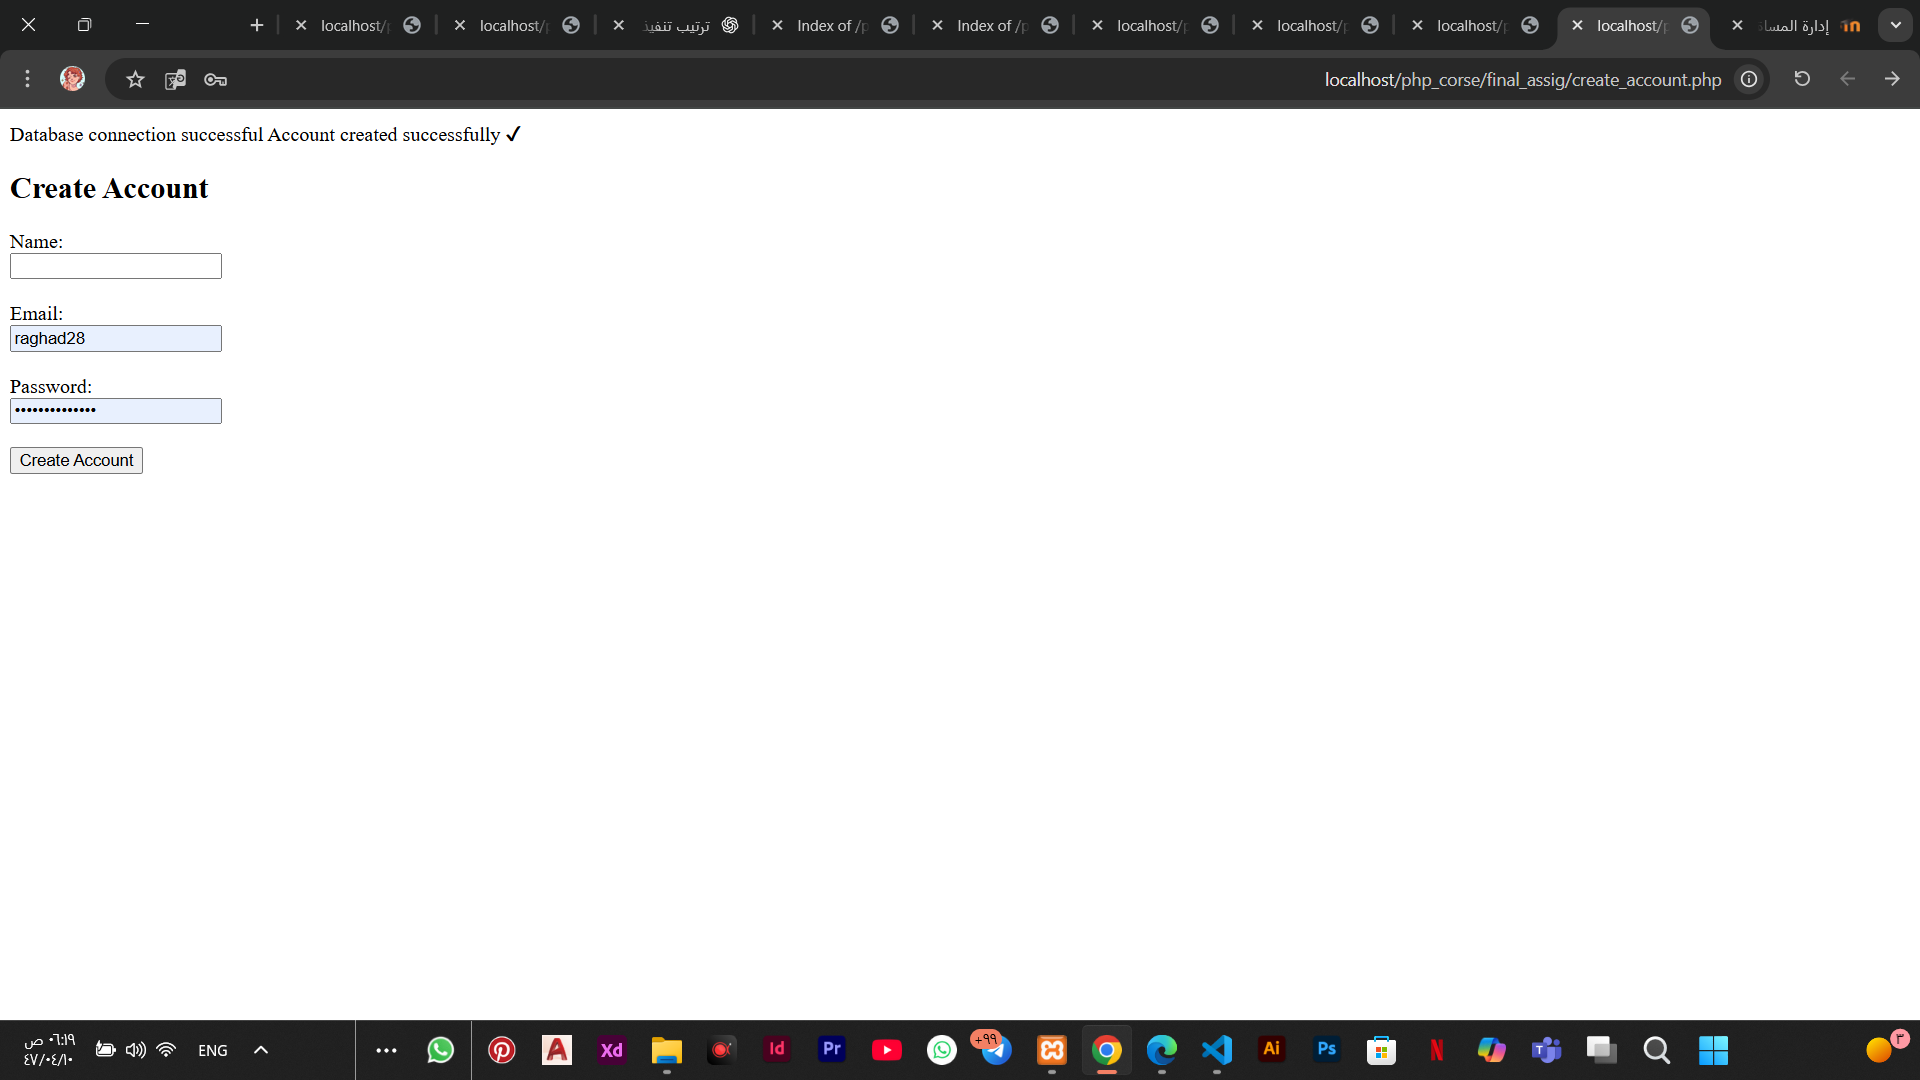 localhost/p
localhost/p
ترتيب تنفيذ
Index of /p
Index of /p
localhost/p
localhost/p
localhost/p
localhost/p
إدارة المساق
localhost/php_corse/final_assig/create_account.php
Database connection successful Account created successfully ✔
Create Account
Name:
Email:
raghad28
Password:
••••••••••••••
Create Account
٠٦:١٩ ص
٤٧/٠٤/١٠
ENG
A
Xd
Id
Pr
+٩٩
Ai
Ps
N
T
٣